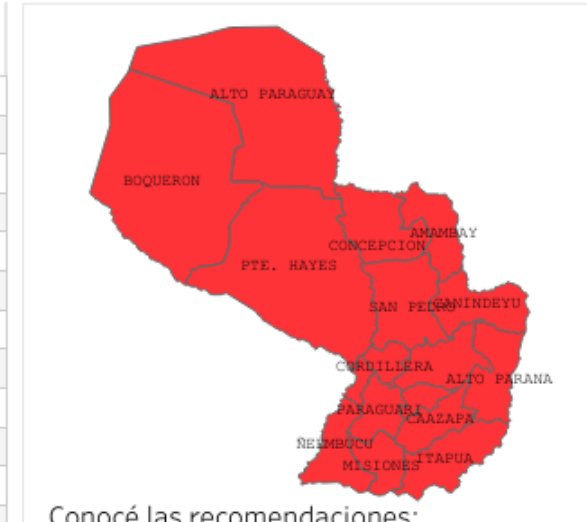 ALTO PARAGUAY
BOQUERON
AMAMBAY
CONCEPCION
PTE. HAYES
SAN PEDRO
CANINDEYU
CORDILLERA
ALTO PARANA
PARAGUARI
CAAZAPA
ÑEEMBUCU
ITAPUA
MISIONES
Conocé las recomendaciones: